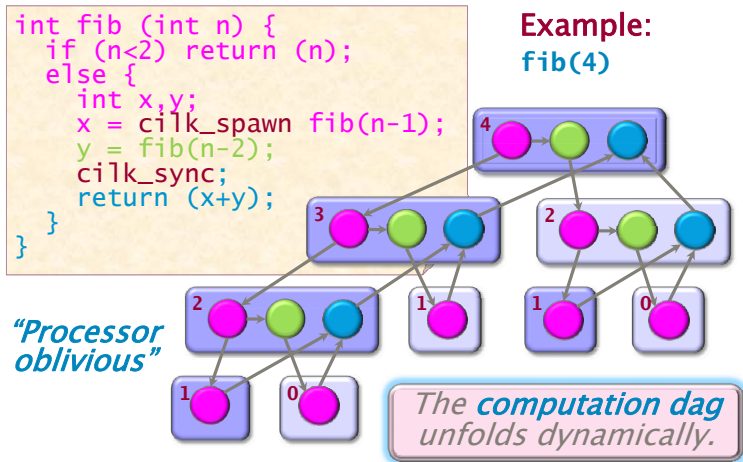 int fib (int n) {
if (n<2) return (n);
else {
int x,y;
x = cilk_spawn fib(n-1);
y = fib(n-2);
cilk_sync;
return (x+y);
}
}
Example:
fib(4)
4
3
2
2
1
1
0
1
0
“Processor
oblivious”
The computation dag
unfolds dynamically.